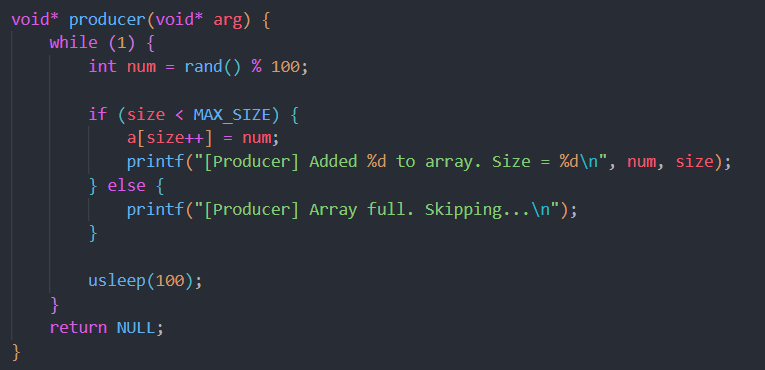 void* producer(void* arg) {
    while (1) {
        int num = rand() % 100;

        if (size < MAX_SIZE) {
            a[size++] = num;
            printf("[Producer] Added %d to array. Size = %d\n", num, size);
        } else {
            printf("[Producer] Array full. Skipping...\n");
        }

        usleep(100);
    }
    return NULL;
}